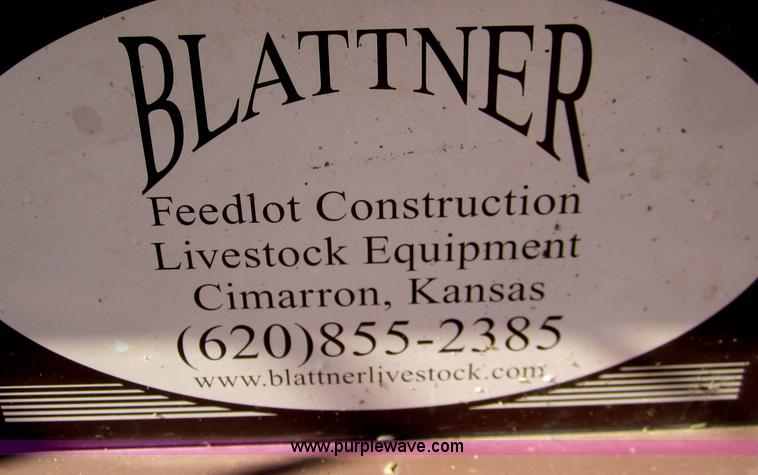 BLATTNER
Feedlot Construction
Livestock Equipment
Cimarron, Kansas
(620)855-2385
www.blattnerlivestock.com
www.purplewave.com